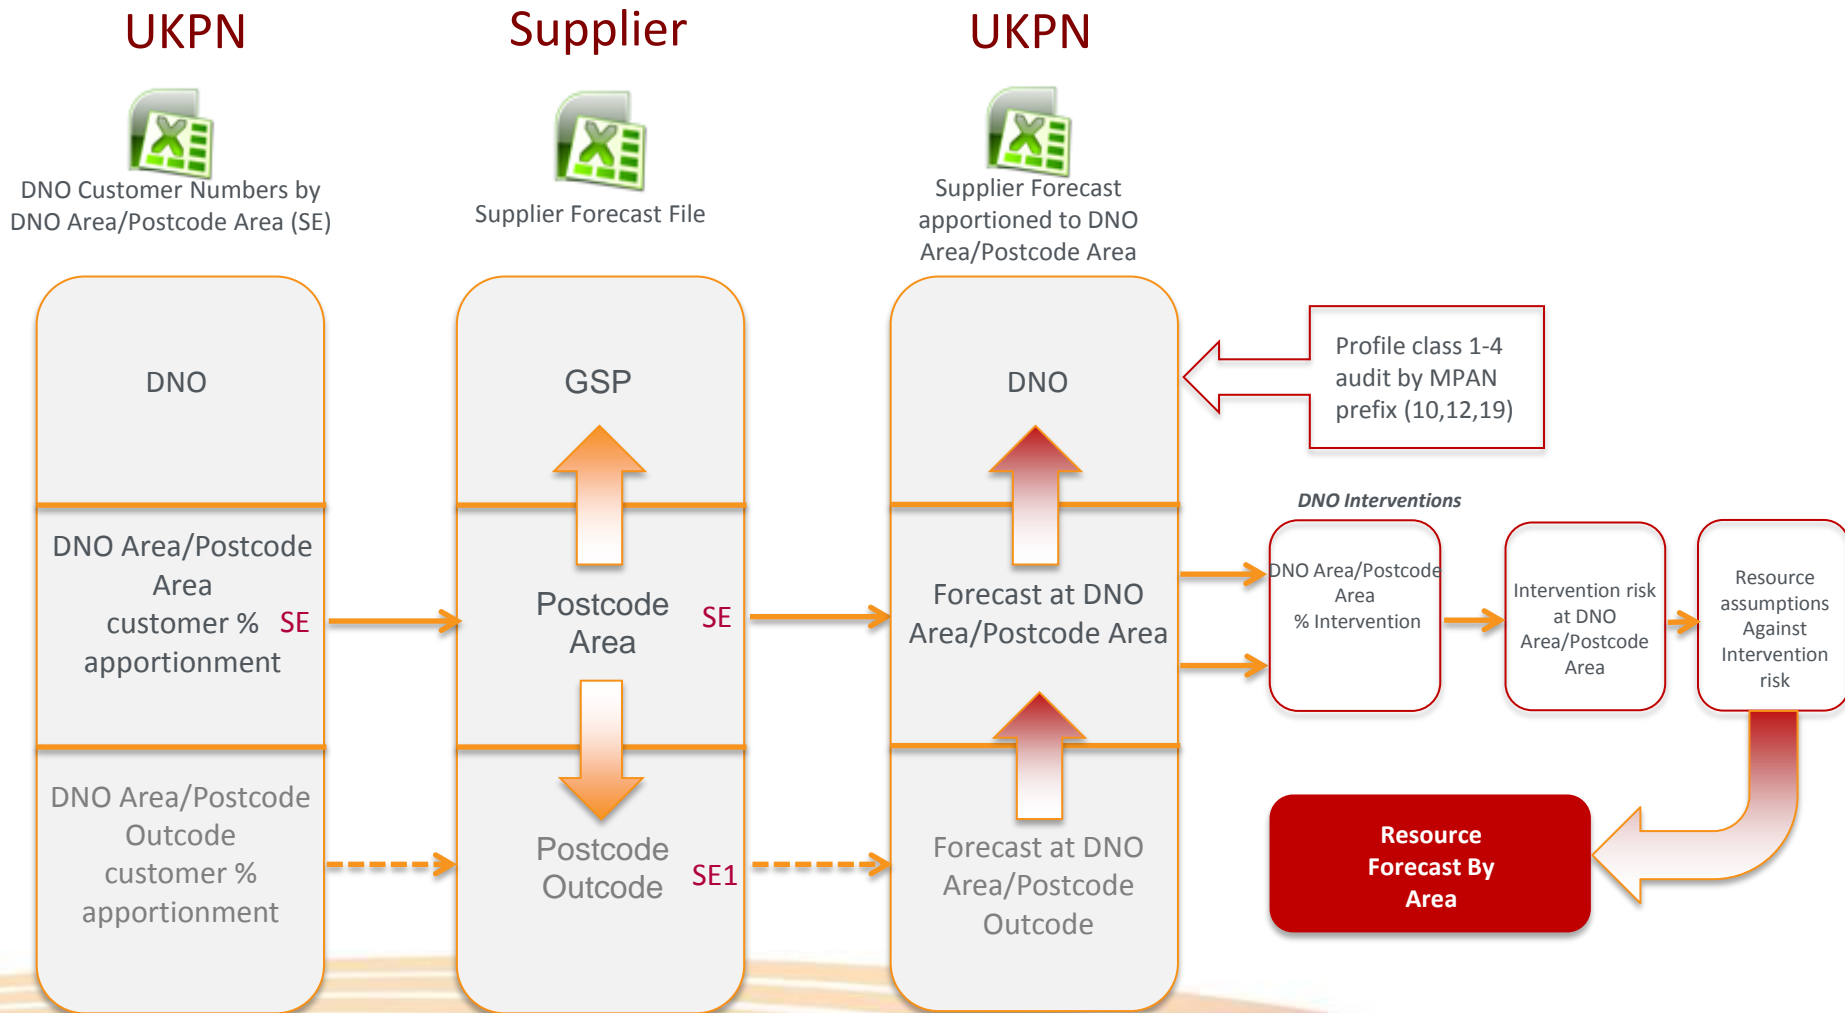 UKPN
Supplier
UKPN
DNO Customer Numbers by
DNO Area/Postcode Area (SE)
Supplier Forecast File
Supplier Forecast
apportioned to DNO
Area/Postcode Area
DNO
DNO Area/Postcode
Area
customer % SE
apportionment
DNO Area/Postcode
Outcode
customer %
apportionment
GSP
Postcode
Area
SE
Postcode
Outcode
SE1
DNO
Forecast at DNO
Area/Postcode Area
Forecast at DNO
Area/Postcode
Outcode
Profile class 1-4
audit by MPAN
prefix (10,12,19)
DNO Interventions
DNO Area/Postcode
Area
% Intervention
Intervention risk
at DNO
Area/Postcode
Area
Resource
assumptions
Against
Intervention
risk
Resource
Forecast By
Area